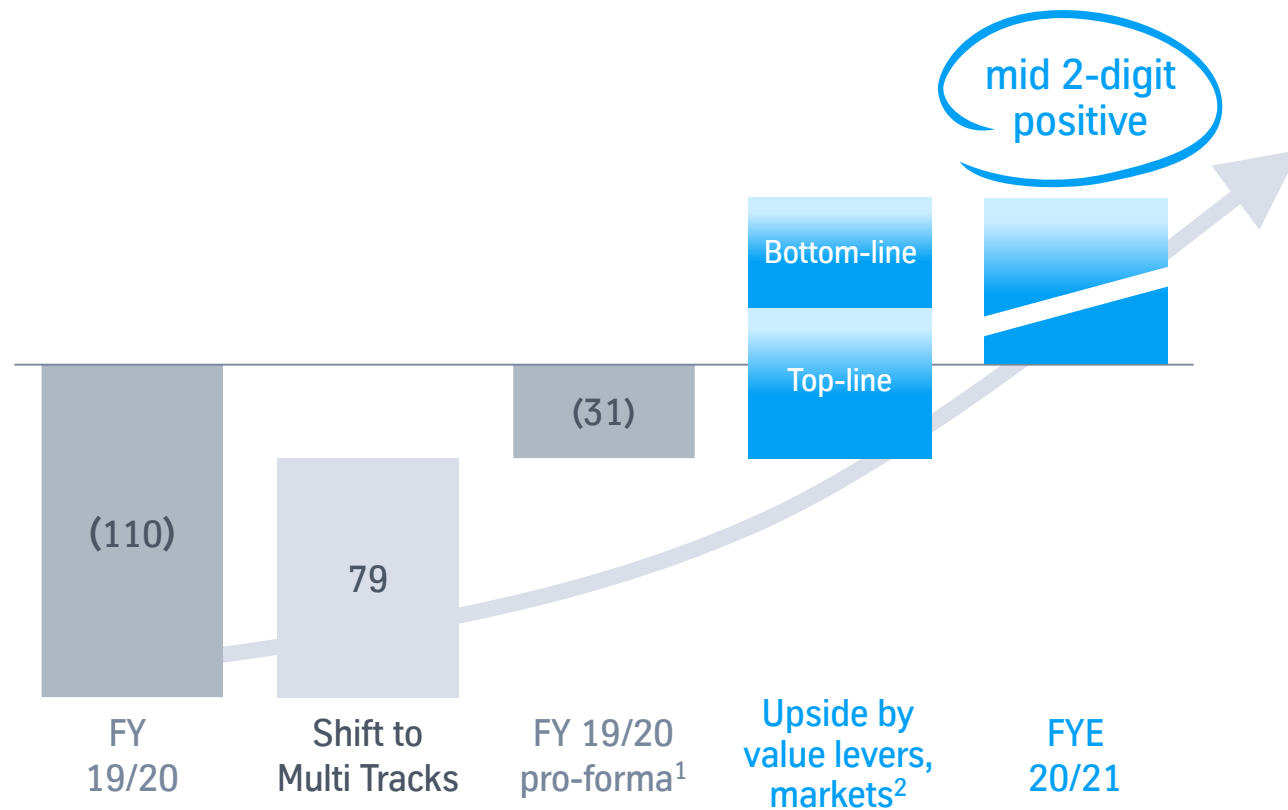 mid 2-digit
positive
Bottom-line
Top-line
(31)
(110)
79
FY
19/20
Shift to
Multi Tracks
FY 19/20
pro-forma¹
Upside by
value levers,
markets²
FYE
20/21